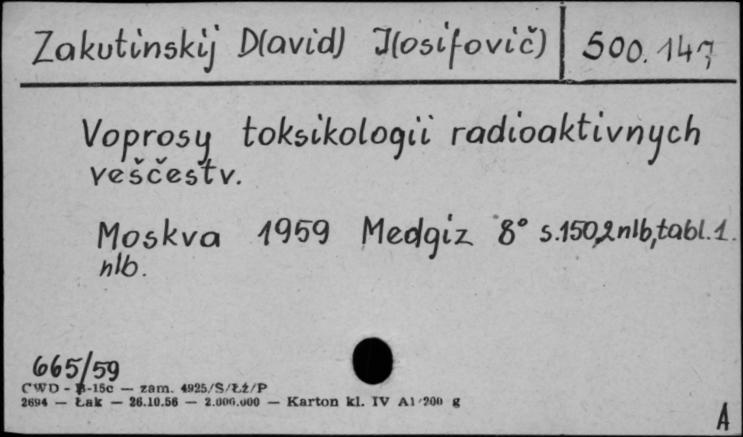 Zakutinskij D(avid) I(osifovič) 500.147
Voprosy toksikologii radioaktivnych
veščestv.
Moskva 1959 Medgiz 8° s.150,2nlb,tabl.1.
nlb.
665/59
CWD - B-15c — zam. 4925/S/Łż/P
2694 — Łak — 26.10.56 — 2.000.000 — Karton kl. IV A1/200 g
A